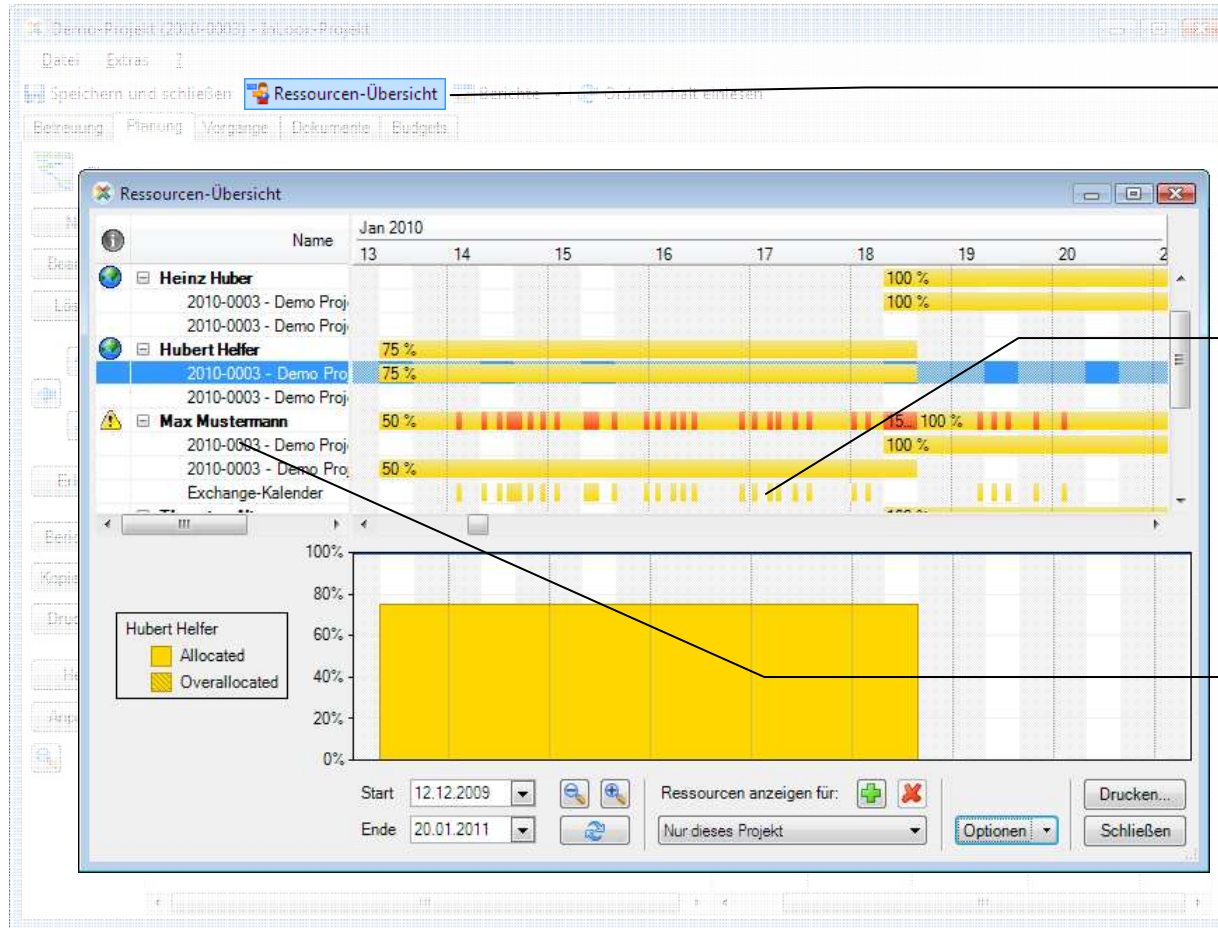 Demo-Projekt (2010-0003) - InLoox-Projekt
Datei Extras ?
Speichern und schließen Ressourcen-Übersicht Berichte Ordnerinhalt einlesen
Betreuung Planung Vorgänge Dokumente Budgets
Ressourcen-Übersicht
Name
Jan 2010
13 14 15 16 17 18 19 20 2
Heinz Huber 100 %
2010-0003 - Demo Proj 100 %
2010-0003 - Demo Proj
Hubert Helfer 75 %
2010-0003 - Demo Pro 75 %
2010-0003 - Demo Proj
Max Mustermann 50 % 15... 100 %
2010-0003 - Demo Proj 100 %
2010-0003 - Demo Proj 50 %
Exchange-Kalender
100%
80%
60%
40%
20%
0%
Hubert Helfer
Allocated
Overallocated
Start 12.12.2009 Ressourcen anzeigen für: Drucken...
Ende 20.01.2011 Nur dieses Projekt Optionen Schließen